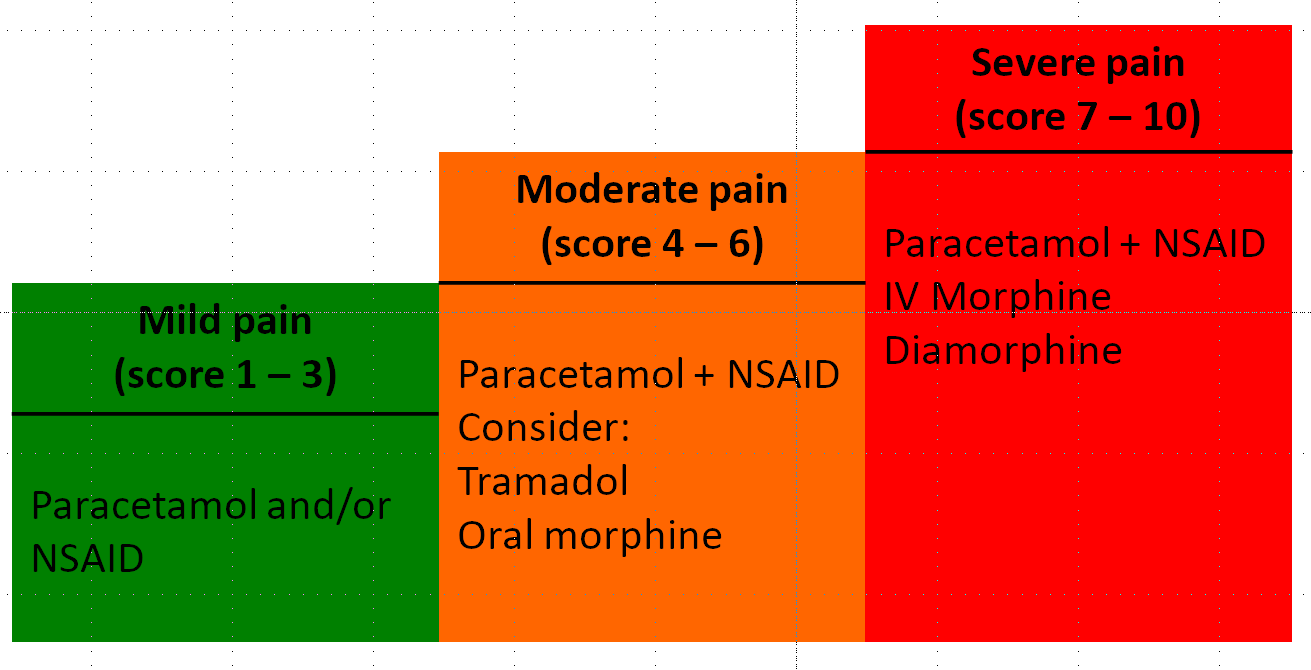 Mild pain
(score 1 – 3)
Paracetamol and/or
NSAID
Moderate pain
(score 4 – 6)
Paracetamol + NSAID
Consider:
Tramadol
Oral morphine
Severe pain
(score 7 – 10)
Paracetamol + NSAID
IV Morphine
Diamorphine